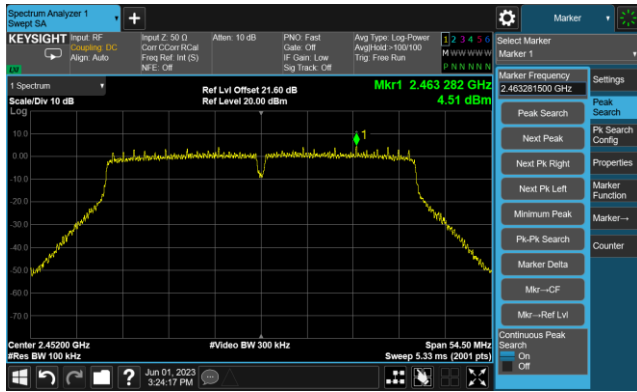 Spectrum Analyzer 1
Swept SA
Marker
KEYSIGHT
Input: RF
Coupling: DC
Align: Auto
Input Z: 50 Ω
Corr CCorr RCal
Freq Ref: Int (S)
NFE: Off
Atten: 10 dB
PNO: Fast
Gate: Off
IF Gain: Low
Sig Track: Off
Avg Type: Log-Power
Avg|Hold:>100/100
Trig: Free Run
1 2 3 4 5 6
M W W W W W
P N N N N N
Select Marker
Marker 1
1 Spectrum
Scale/Div 10 dB
Log
Ref Lvl Offset 21.60 dB
Ref Level 20.00 dBm
Mkr1 2.463 282 GHz
4.51 dBm
10.0
0.00
-10.0
-20.0
-30.0
-40.0
-50.0
-60.0
-70.0
1
Center 2.45200 GHz
#Res BW 100 kHz
#Video BW 300 kHz
Span 54.50 MHz
Sweep 5.33 ms (2001 pts)
Marker Frequency
2.463281500 GHz
Peak Search
Next Peak
Next Pk Right
Next Pk Left
Minimum Peak
Pk-Pk Search
Marker Delta
Mkr→CF
Mkr→Ref Lvl
Continuous Peak
Search
On
Off
Settings
Peak
Search
Pk Search
Config
Properties
Marker
Function
Marker→
Counter
Jun 01, 2023
3:24:17 PM